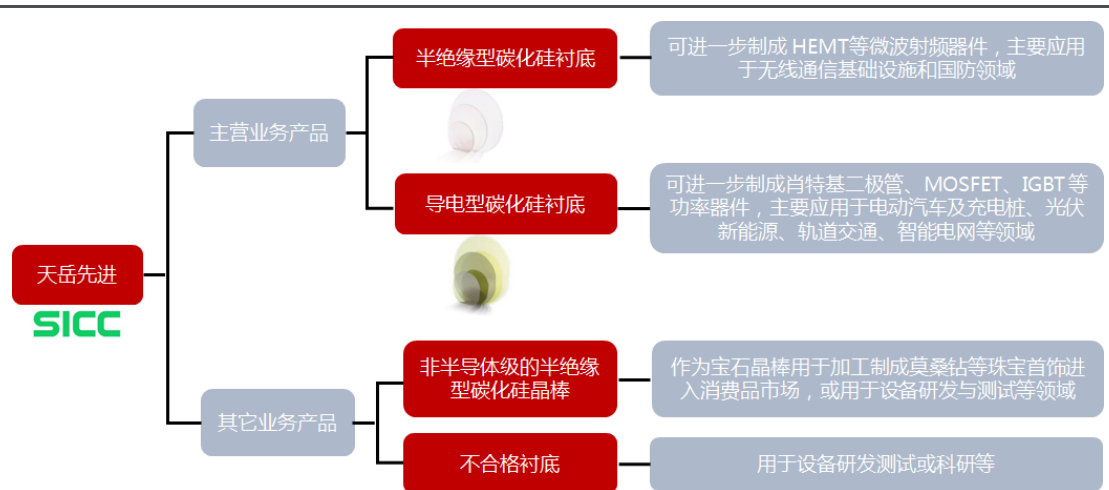 半绝缘型碳化硅衬底
可进一步制成 HEMT等微波射频器件，主要应用
于无线通信基础设施和国防领域
主营业务产品
导电型碳化硅衬底
可进一步制成肖特基二极管、MOSFET、IGBT等
功率器件，主要应用于电动汽车及充电桩、光伏
新能源、轨道交通、智能电网等领域
天岳先进
SICC
非半导体级的半绝缘
型碳化硅晶棒
作为宝石晶棒用于加工制成莫桑钻等珠宝首饰进
入消费品市场，或用于设备研发与测试等领域
其它业务产品
不合格衬底
用于设备研发测试或科研等